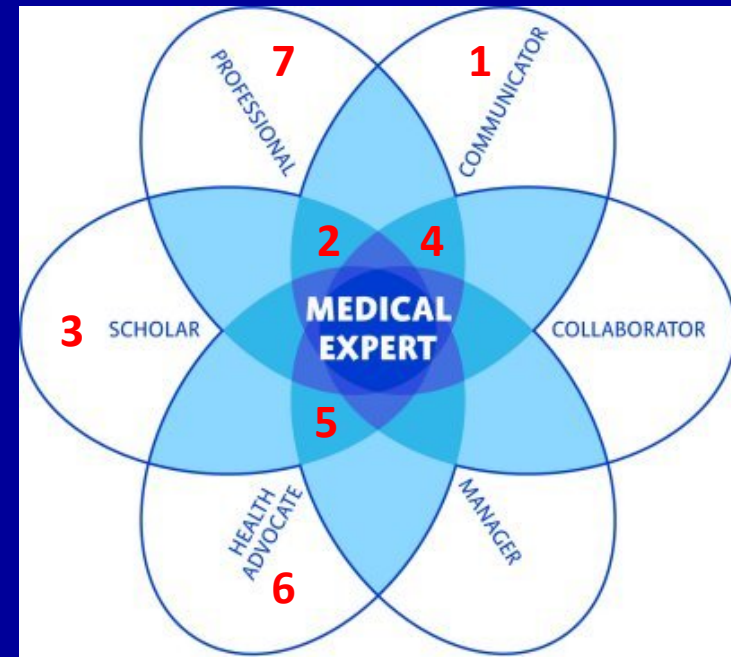 7
PROFESSIONAL
1
COMMUNICATOR
2
4
3
SCHOLAR
MEDICAL
EXPERT
COLLABORATOR
5
HEALTH
ADVOCATE
6
MANAGER